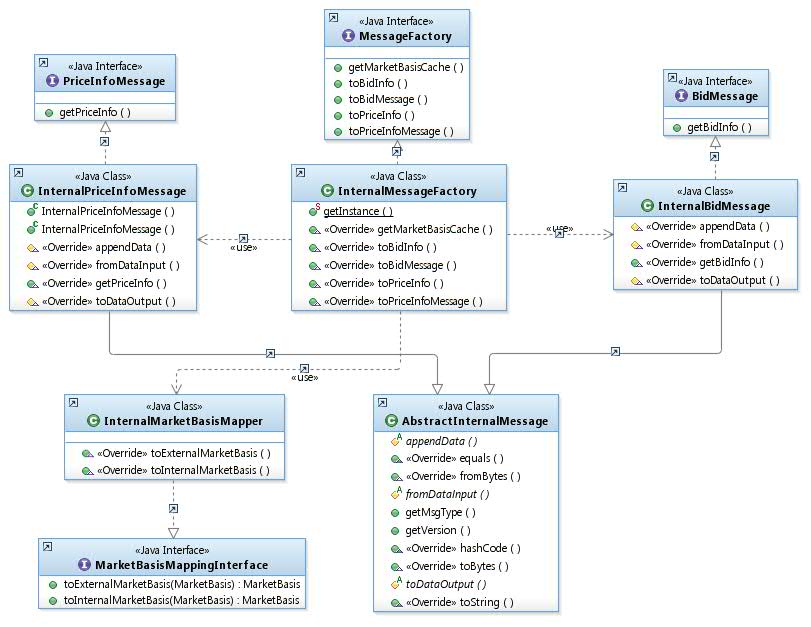 «Java Interface»
MessageFactory
getMarketBasisCache ( )
toBidInfo ( )
toBidMessage ( )
toPriceInfo ( )
toPriceInfoMessage ( )
«Java Interface»
PriceInfoMessage
getPriceInfo ( )
«Java Interface»
BidMessage
getBidInfo ( )
«Java Class»
InternalPriceInfoMessage
InternalPriceInfoMessage ( )
InternalPriceInfoMessage ( )
«Override» appendData ( )
«Override» fromDataInput ( )
«Override» getPriceInfo ( )
«Override» toDataOutput ( )
«use»
«Java Class»
InternalMessageFactory
getInstance ( )
«Override» getMarketBasisCache ( )
«Override» toBidInfo ( )
«Override» toBidMessage ( )
«Override» toPriceInfo ( )
«Override» toPriceInfoMessage ( )
«use»
«Java Class»
InternalBidMessage
«Override» appendData ( )
«Override» fromDataInput ( )
«Override» getBidInfo ( )
«Override» toDataOutput ( )
«use»
«Java Class»
InternalMarketBasisMapper
«Override» toExternalMarketBasis ( )
«Override» toInternalMarketBasis ( )
«Java Class»
AbstractInternalMessage
appendData ( )
«Override» equals ( )
«Override» fromBytes ( )
fromDataInput ( )
getMsgType ( )
getVersion ( )
«Override» hashCode ( )
«Override» toBytes ( )
toDataOutput ( )
«Override» toString ( )
«Java Interface»
MarketBasisMappingInterface
toExternalMarketBasis(MarketBasis) : MarketBasis
toInternalMarketBasis(MarketBasis) : MarketBasis